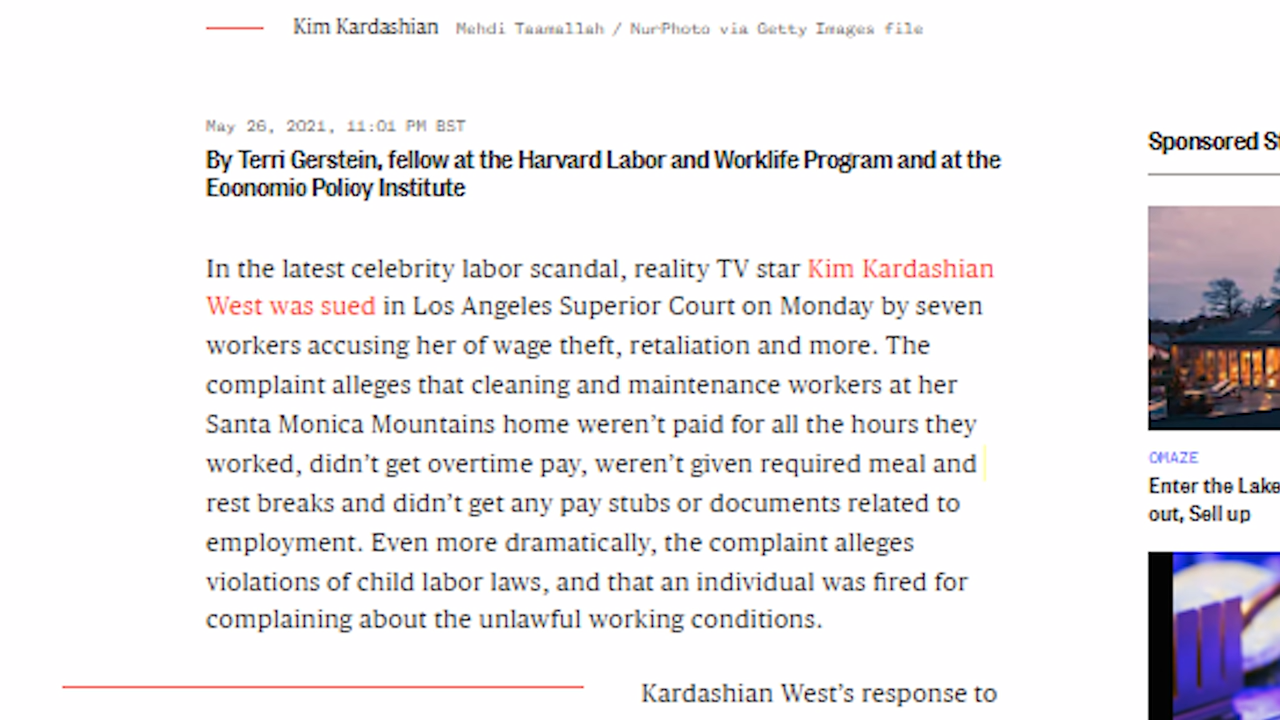 Kim Kardashian Mehdi Taamallah / NurPhoto via Getty Images file
May 26, 2021, 11:01 PM BST
By Terri Gerstein, fellow at the Harvard Labor and Worklife Program and at the
Economic Policy Institute
In the latest celebrity labor scandal, reality TV star Kim Kardashian
West was sued in Los Angeles Superior Court on Monday by seven
workers accusing her of wage theft, retaliation and more. The
complaint alleges that cleaning and maintenance workers at her
Santa Monica Mountains home weren’t paid for all the hours they
worked, didn’t get overtime pay, weren’t given required meal and
rest breaks and didn’t get any pay stubs or documents related to
employment. Even more dramatically, the complaint alleges
violations of child labor laws, and that an individual was fired for
complaining about the unlawful working conditions.
Kardashian West’s response to
Sponsored St
OMAZE
Enter the Lake
out, Sell up